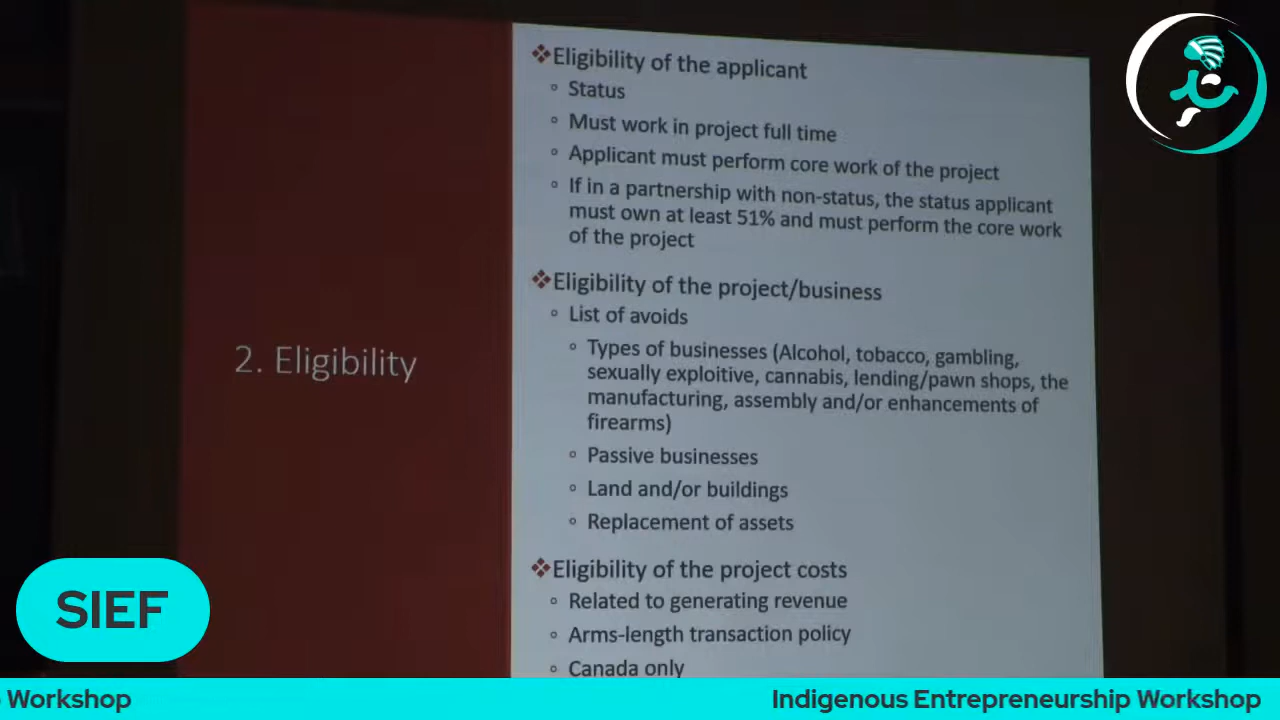 Eligibility of the applicant
Status
Must work in project full time
Applicant must perform core work of the project
If in a partnership with non-status, the status applicant
must own at least 51% and must perform the core work
of the project
Eligibility of the project/business
List of avoids
Types of businesses (Alcohol, tobacco, gambling,
sexually exploitive, cannabis, lending/pawn shops, the
manufacturing, assembly and/or enhancements of
firearms)
Passive businesses
Land and/or buildings
Replacement of assets
Eligibility of the project costs
Related to generating revenue
Arms-length transaction policy
Canada only
2. Eligibility
SIEF
Workshop
Indigenous Entrepreneurship Workshop